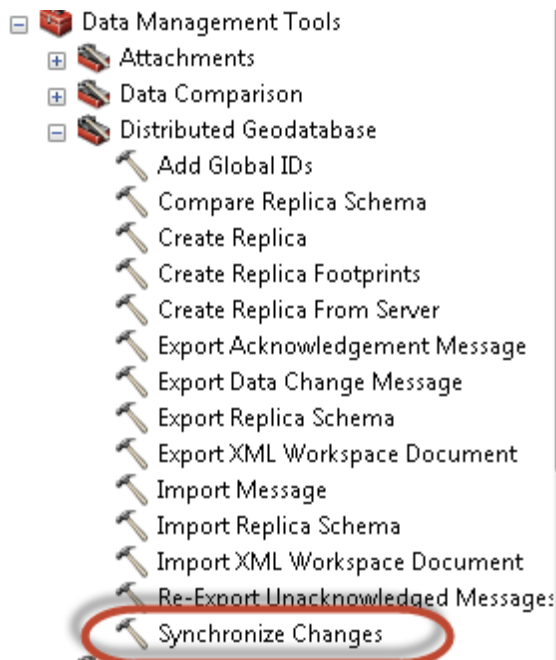 Data Management Tools
Attachments
Data Comparison
Distributed Geodatabase
Add Global IDs
Compare Replica Schema
Create Replica
Create Replica Footprints
Create Replica From Server
Export Acknowledgement Message
Export Data Change Message
Export Replica Schema
Export XML Workspace Document
Import Message
Import Replica Schema
Import XML Workspace Document
Re-Export Unacknowledged Messages
Synchronize Changes